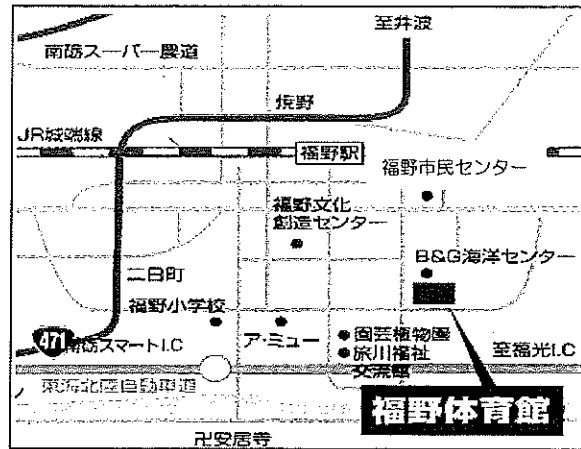 至井波
南砺スーパー農道
焼野
JR城端線
福野駅
福野市民センター
福野文化
創造センター
B&G海洋センター
二日町
福野小学校
ア・ミュー
園芸植物園
旅川福祉
交流館
471
南砺スマートI.C
至福光I.C
東海北陸自動車道
福野体育館
卍安居寺